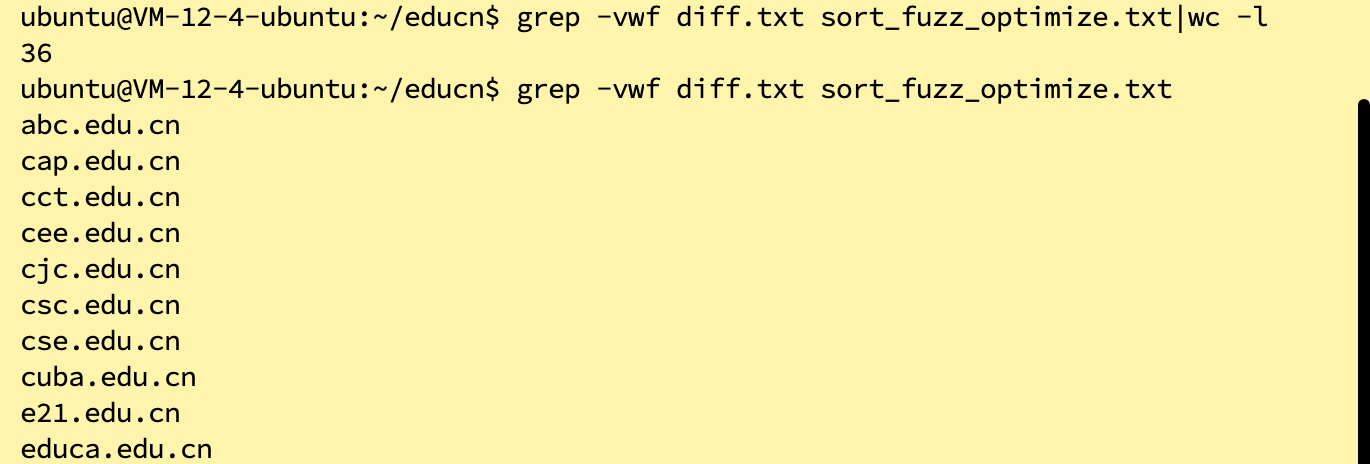 ubuntu@VM-12-4-ubuntu:~/educn$ grep -vwf diff.txt sort_fuzz_optimize.txt|wc -l
36
ubuntu@VM-12-4-ubuntu:~/educn$ grep -vwf diff.txt sort_fuzz_optimize.txt
abc.edu.cn
cap.edu.cn
cct.edu.cn
cee.edu.cn
cjc.edu.cn
csc.edu.cn
cse.edu.cn
cuba.edu.cn
e21.edu.cn
educa.edu.cn